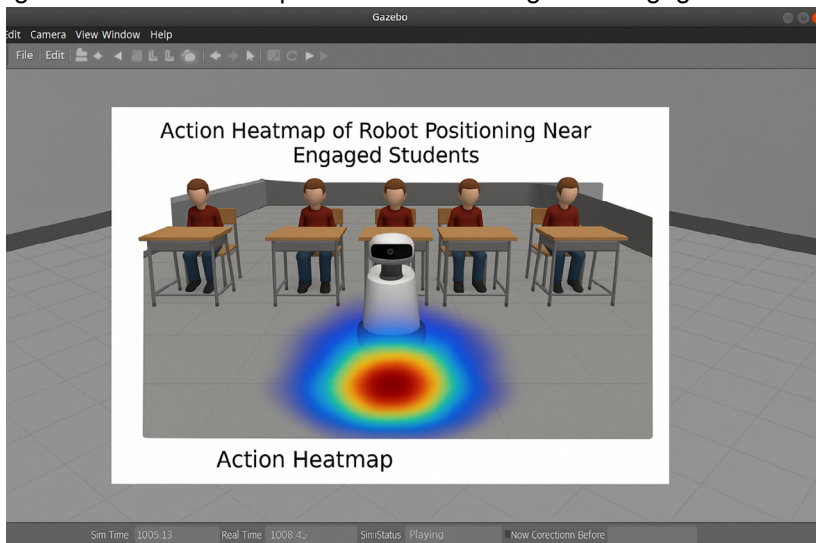 Gazebo
Edit Camera View Window Help
File Edit
Action Heatmap of Robot Positioning Near
Engaged Students
Action Heatmap
Sim Time 1005.13 Real Time 1008.45 SimStatus Playing Now Corectionn Before